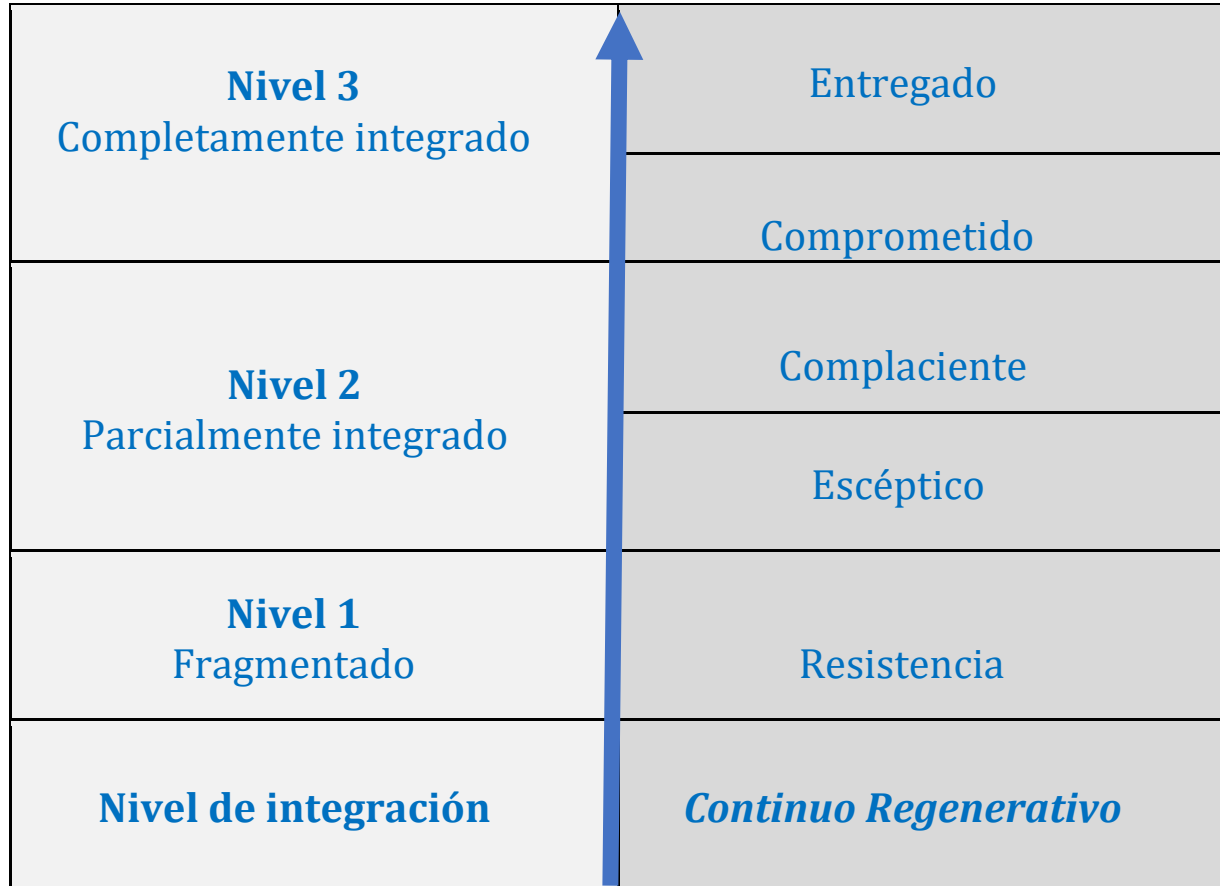 Nivel 3
Completamente integrado
Entregado
Comprometido
Nivel 2
Parcialmente integrado
Complaciente
Escéptico
Nivel 1
Fragmentado
Resistencia
Nivel de integración
Continuo Regenerativo